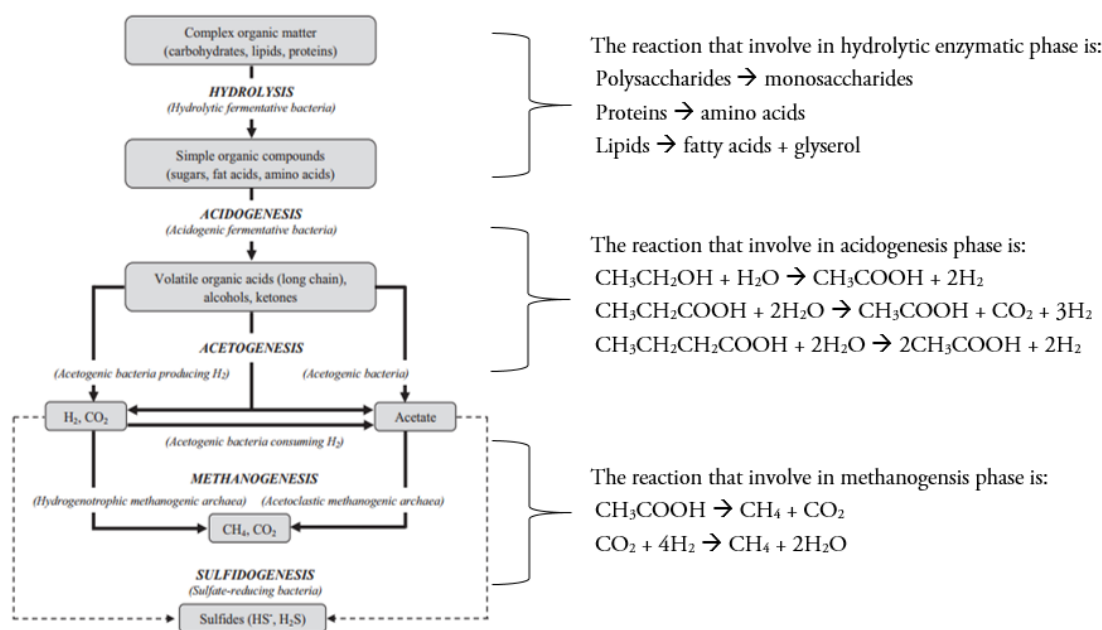 Complex organic matter
(carbohydrates, lipids, proteins)
HYDROLYSIS
(Hydrolytic fermentative bacteria)
Simple organic compounds
(sugars, fat acids, amino acids)
ACIDOGENESIS
(Acidogenic fermentative bacteria)
Volatile organic acids (long chain),
alcohols, ketones
ACETOGENESIS
(Acetogenic bacteria producing H₂)
(Acetogenic bacteria)
H₂, CO₂
Acetate
(Acetogenic bacteria consuming H₂)
METHANOGENESIS
(Hydrogenotrophic methanogenic archaea)
(Acetoclastic methanogenic archaea)
CH₄, CO₂
SULFIDOGENESIS
(Sulfate-reducing bacteria)
Sulfides (HS⁻, H₂S)
The reaction that involve in hydrolytic enzymatic phase is:
Polysaccharides → monosaccharides
Proteins → amino acids
Lipids → fatty acids + glyserol
The reaction that involve in acidogenesis phase is:
CH₃CH₂OH + H₂O → CH₃COOH + 2H₂
CH₃CH₂COOH + 2H₂O → CH₃COOH + CO₂ + 3H₂
CH₃CH₂CH₂COOH + 2H₂O → 2CH₃COOH + 2H₂
The reaction that involve in methanogensis phase is:
CH₃COOH → CH₄ + CO₂
CO₂ + 4H₂ → CH₄ + 2H₂O